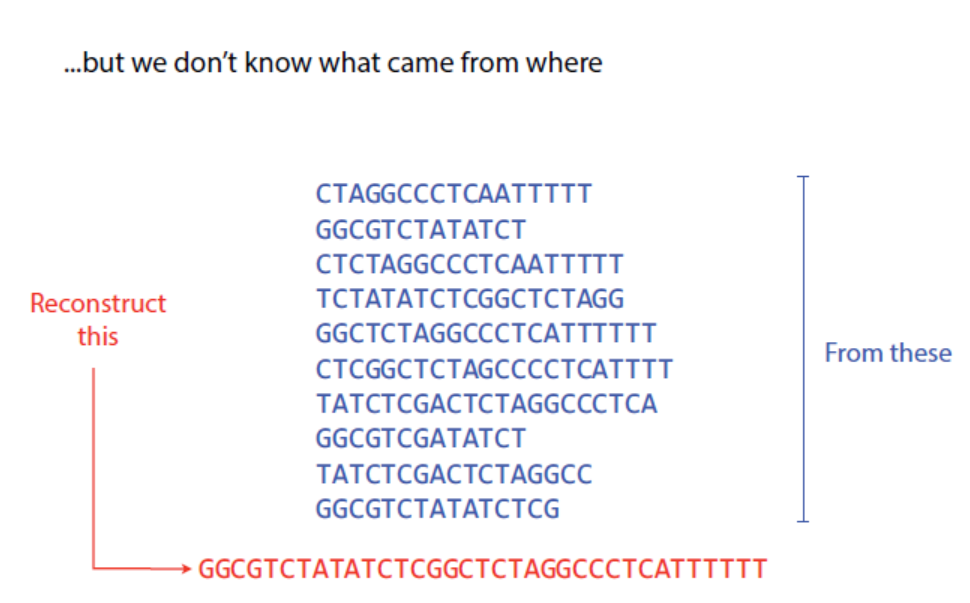 ...but we don't know what came from where
CTAGGCCCTCAATTTTT
GGCGTCTATATCT
CTCTAGGCCCTCAATTTTT
TCTATATCTCGGCTCTAGG
GGCTCTAGGCCCTCATTTTTT
CTCGGCTCTAGCCCCTCATTTT
TATCTCGACTCTAGGCCCTCA
GGCGTCGATATCT
TATCTCGACTCTAGGCC
GGCGTCTATATCTCG
Reconstruct
this
From these
GGCGTCTATATCTCGGCTCTAGGCCCTCATTTTTT